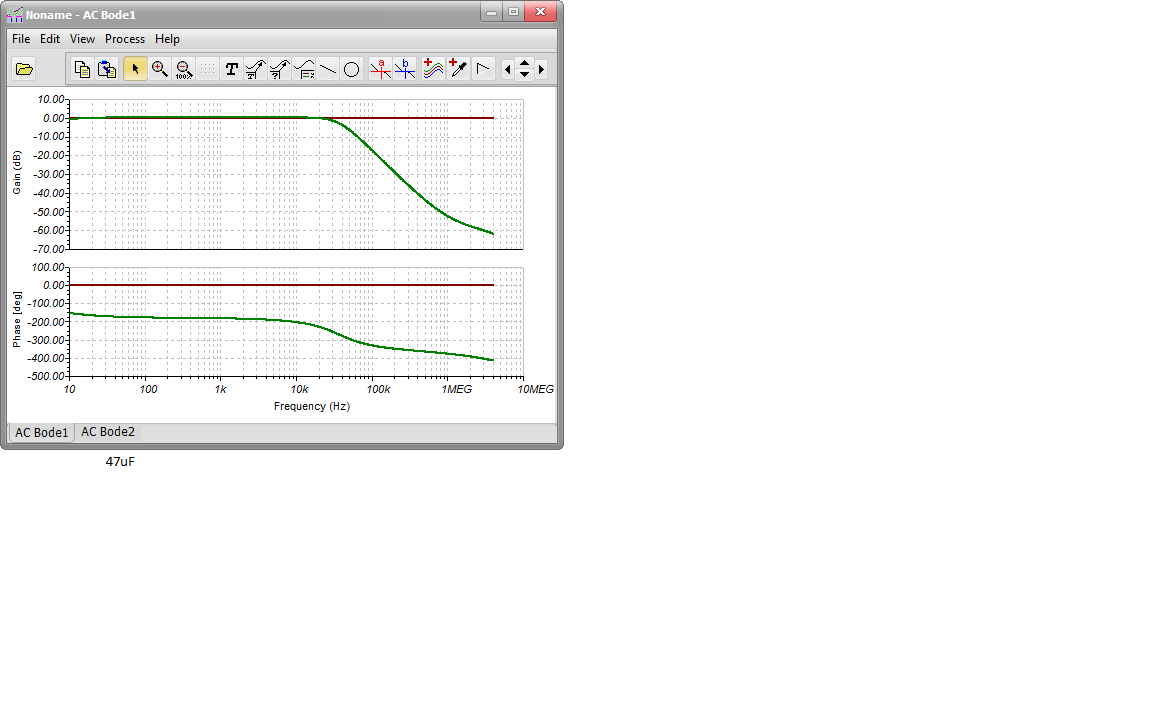 Noname - AC Bode1
File Edit View Process Help
100%
T
a
b
10.00
0.00
-10.00
-20.00
-30.00
-40.00
-50.00
-60.00
-70.00
Gain (dB)
100.00
0.00
-100.00
-200.00
-300.00
-400.00
-500.00
Phase [deg]
10 100 1k 10k 100k 1MEG 10MEG
Frequency (Hz)
AC Bode1 AC Bode2
47uF